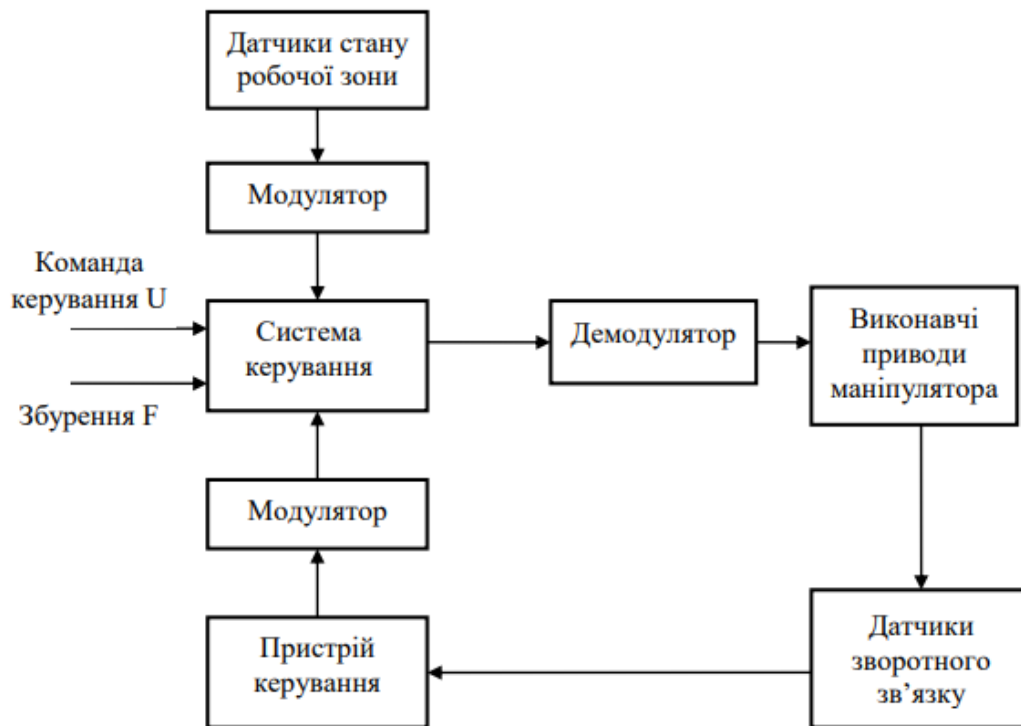 Датчики стану
робочої зони
Модулятор
Команда
керування U
Система
керування
Збурення F
Демодулятор
Виконавчі
приводи
маніпулятора
Модулятор
Пристрій
керування
Датчики
зворотного
зв’язку